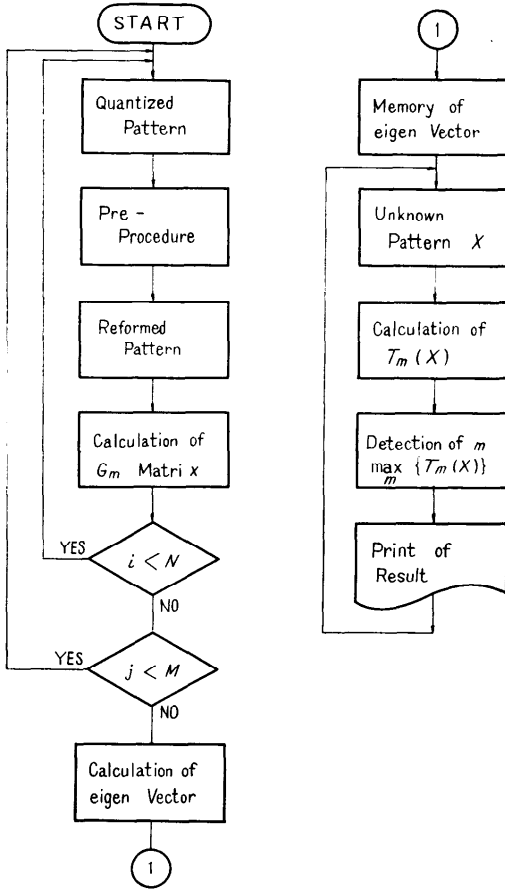 START
Quantized
Pattern
Pre -
Procedure
Reformed
Pattern
Calculation of
Gm Matrix
YES
i < N
NO
YES
j < M
NO
Calculation of
eigen Vector
1
1
Memory of
eigen Vector
Unknown
Pattern X
Calculation of
Tm (X)
Detection of m
max {Tm (X)}
m
Print of
Result